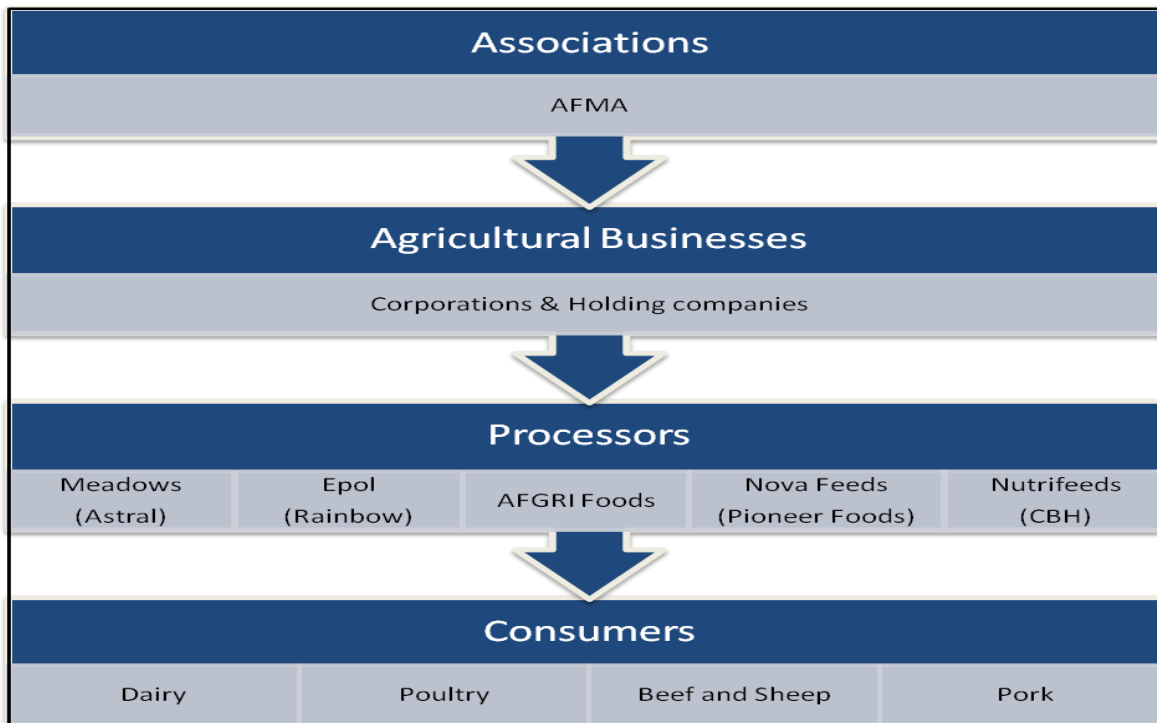 Associations
AFMA
Agricultural Businesses
Corporations & Holding companies
Processors
Meadows
(Astral)
Epol
(Rainbow)
AFGRI Foods
Nova Feeds
(Pioneer Foods)
Nutrifeeds
(CBH)
Consumers
Dairy
Poultry
Beef and Sheep
Pork